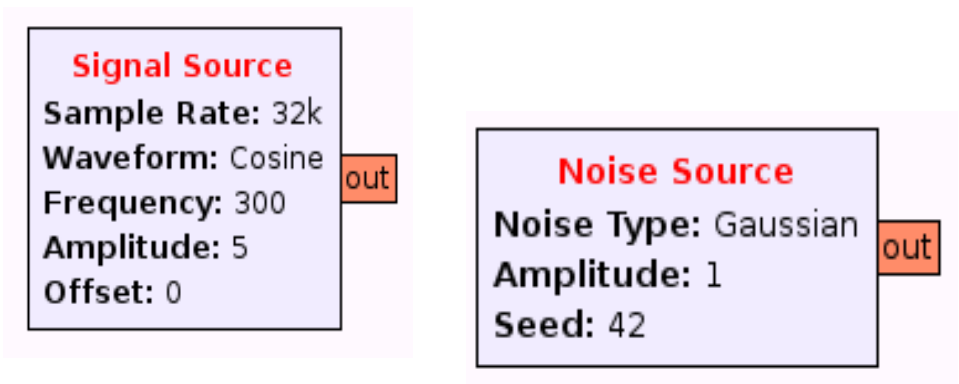 Signal Source
Sample Rate: 32k
Waveform: Cosine
Frequency: 300
Amplitude: 5
Offset: 0
out
Noise Source
Noise Type: Gaussian
Amplitude: 1
Seed: 42
out